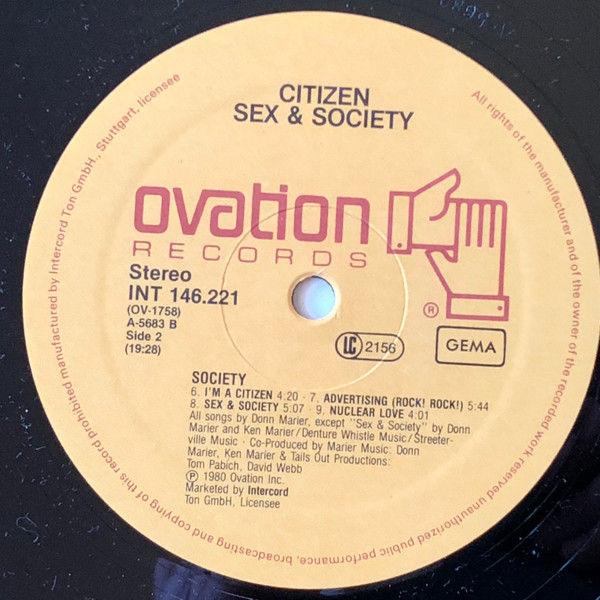 CITIZEN
SEX & SOCIETY
ovation
RECORDS
®
Stereo
INT 146.221
(OV-1758)
A-5683 B
Side 2
(19:28)
LC 2156
GEMA
SOCIETY
6. I'M A CITIZEN 4:20 · 7. ADVERTISING (ROCK! ROCK!) 5:44
8. SEX & SOCIETY 5:07 · 9. NUCLEAR LOVE 4:01
All songs by Donn Marier, except "Sex & Society" by Donn
Marier and Ken Marier/Denture Whistle Music/Streeter-
ville Music · Co-Produced by Marier Music: Donn
Marier, Ken Marier & Tails Out Productions:
Tom Pabich, David Webb
Ⓟ 1980 Ovation Inc.
Marketed by Intercord
Ton GmbH, Licensee
All rights of the manufacturer and of the owner of the recorded work reserved unauthorized public performance, broadcasting and copying of this record prohibited manufactured by Intercord Ton GmbH., Stuttgart, licensee